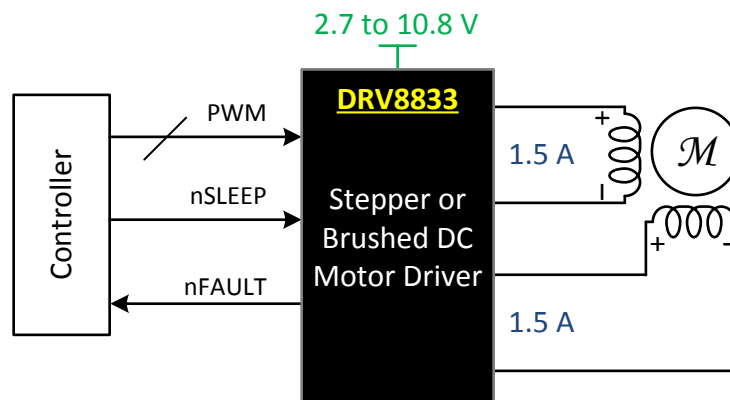 2.7 to 10.8 V
Controller
PWM
nSLEEP
nFAULT
DRV8833
Stepper or
Brushed DC
Motor Driver
1.5 A
1.5 A
+
−
M
+
-